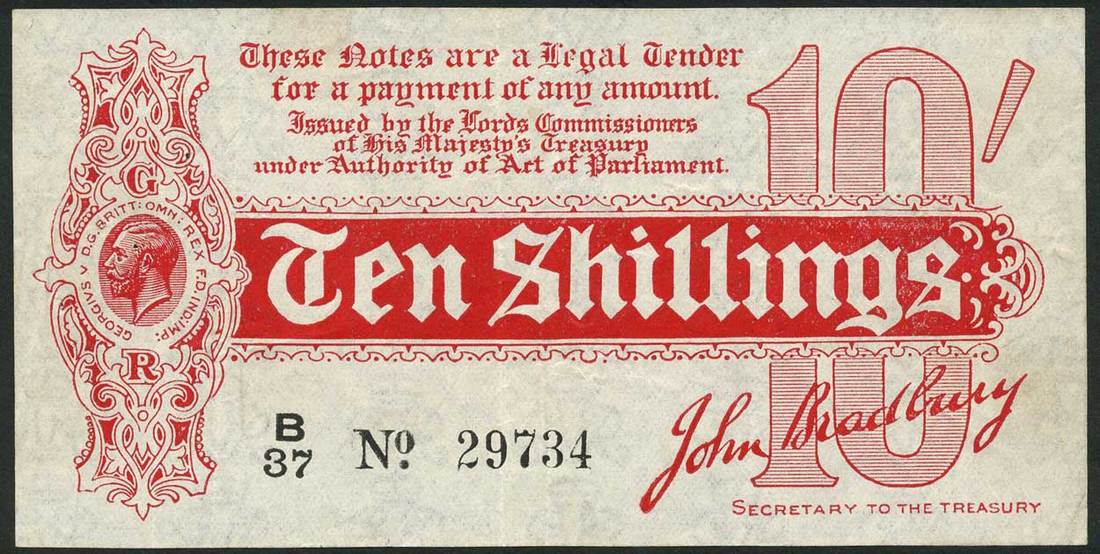 These Notes are a Legal Tender
for a payment of any amount.
Issued by the Lords Commissioners
of His Majesty's Treasury
under Authority of Act of Parliament.
10/
G
GEORGIVS V D.G. BRITT: OMN: REX F.D. IND: IMP:
R
Ten Shillings
10
B
37
No. 29734
John Bradbury
SECRETARY TO THE TREASURY